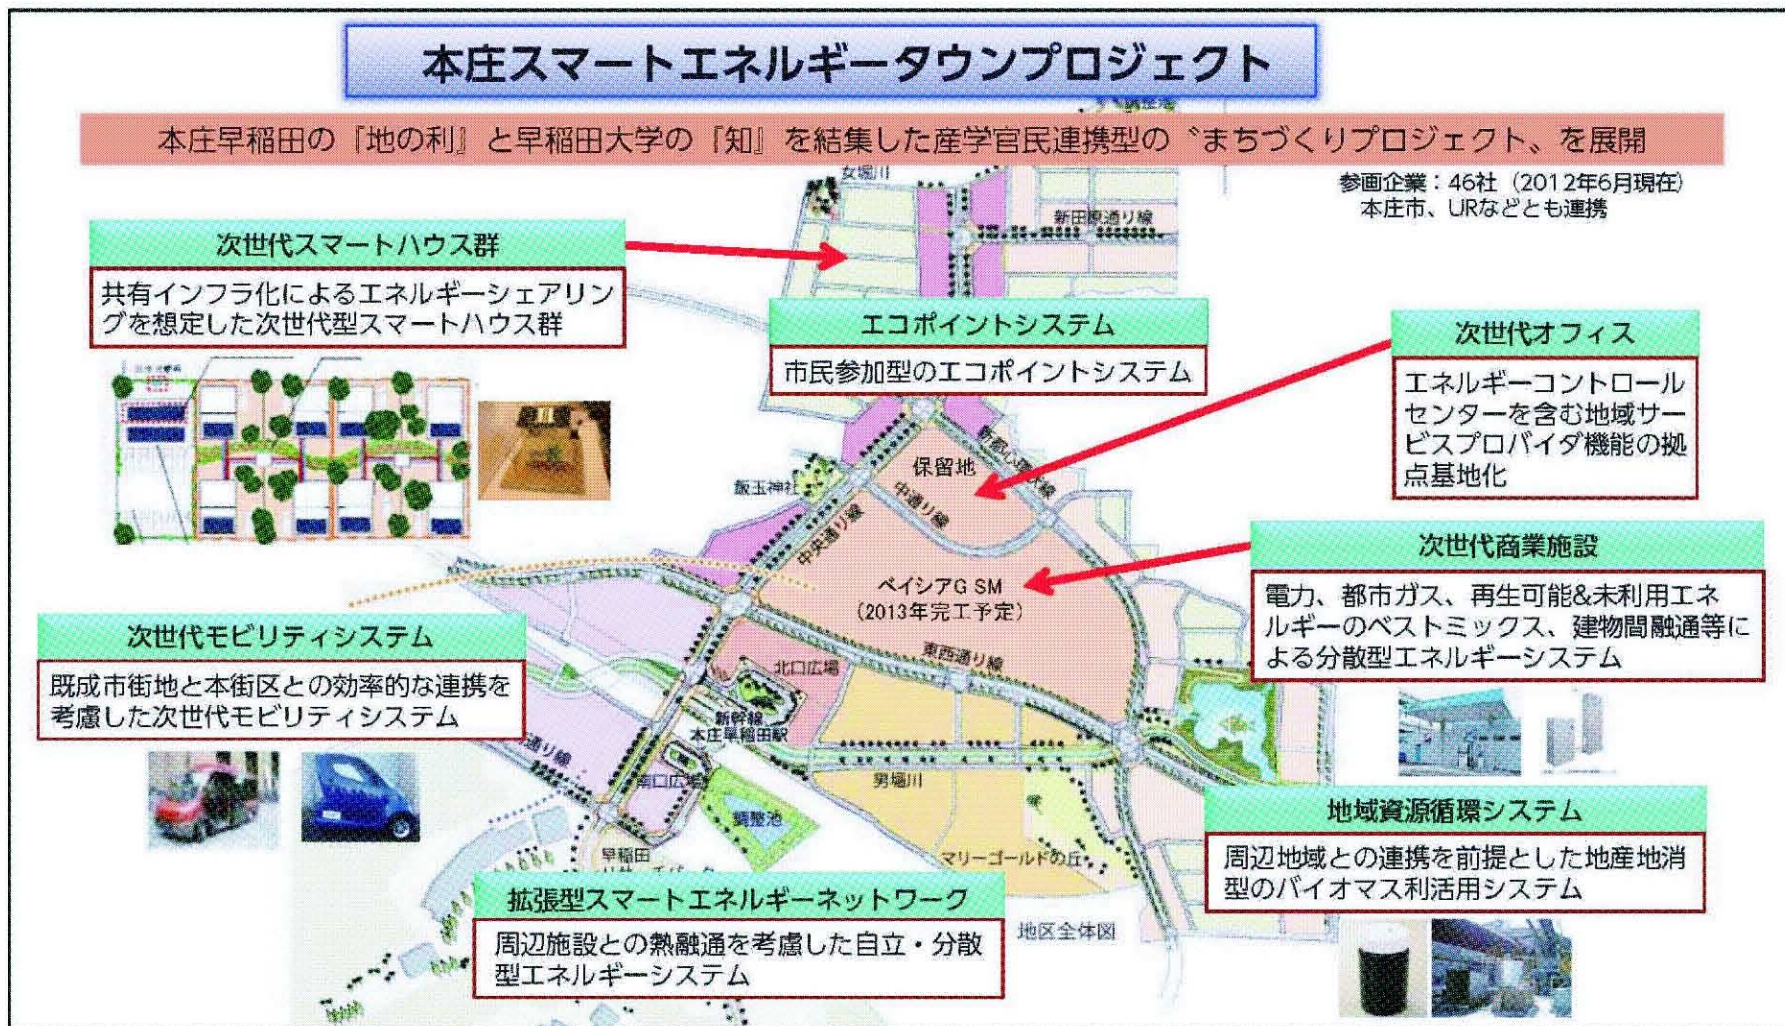 本庄スマートエネルギータウンプロジェクト
本庄早稲田の『地の利』と早稲田大学の『知』を結集した産学官民連携型の〝まちづくりプロジェクト〟を展開
参画企業：46社（2012年6月現在）
本庄市、URなどとも連携
女堀川
新田原通り線
次世代スマートハウス群
共有インフラ化によるエネルギーシェアリン
グを想定した次世代型スマートハウス群
エコポイントシステム
市民参加型のエコポイントシステム
次世代オフィス
エネルギーコントロール
センターを含む地域サー
ビスプロバイダ機能の拠
点基地化
保留地
新都心環状線
飯玉神社
中通り線
中央通り線
次世代商業施設
電力、都市ガス、再生可能&未利用エネ
ルギーのベストミックス、建物間融通等に
よる分散型エネルギーシステム
ベイシアG SM
（2013年完工予定）
次世代モビリティシステム
既成市街地と本街区との効率的な連携を
考慮した次世代モビリティシステム
東西通り線
北口広場
新幹線
本庄早稲田駅
通り線
南口広場
男堀川
調整池
早稲田
マリーゴールドの丘
地域資源循環システム
周辺地域との連携を前提とした地産地消
型のバイオマス利活用システム
拡張型スマートエネルギーネットワーク
周辺施設との熱融通を考慮した自立・分散
型エネルギーシステム
地区全体図